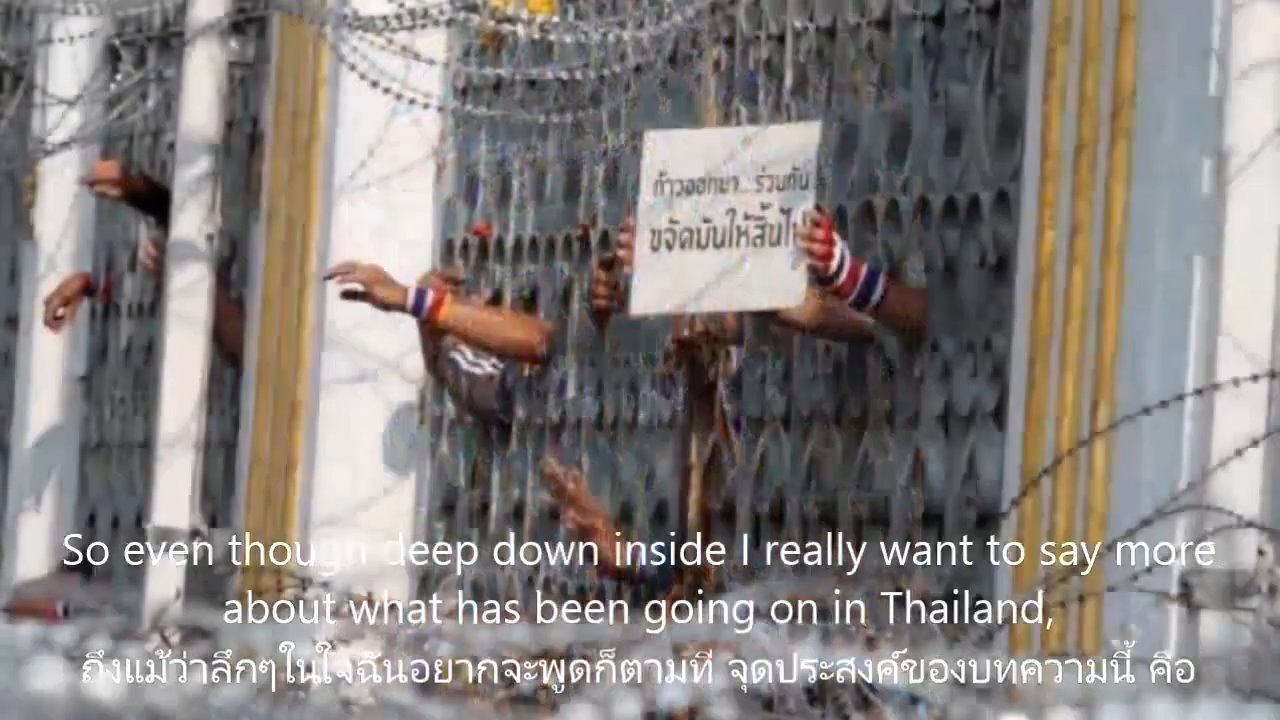 ก้าวออกมา...ร่วมกัน
ขจัดมันให้สิ้นไป
So even though deep down inside I really want to say more
about what has been going on in Thailand,
ถึงแม้ว่าลึกๆในใจฉันอยากจะพูดก็ตามที จุดประสงค์ของบทความนี้ คือ